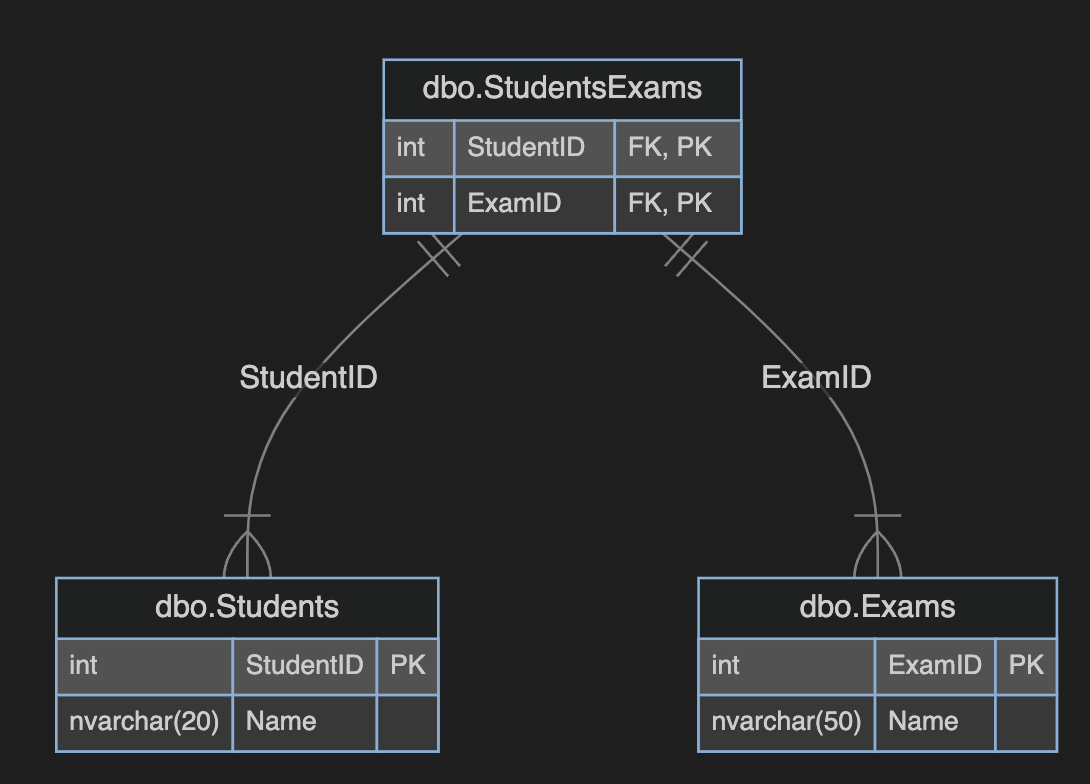 dbo.StudentsExams
int StudentID FK, PK
int ExamID FK, PK
StudentID ExamID
dbo.Students dbo.Exams
int StudentID PK int ExamID PK
nvarchar(20) Name nvarchar(50) Name